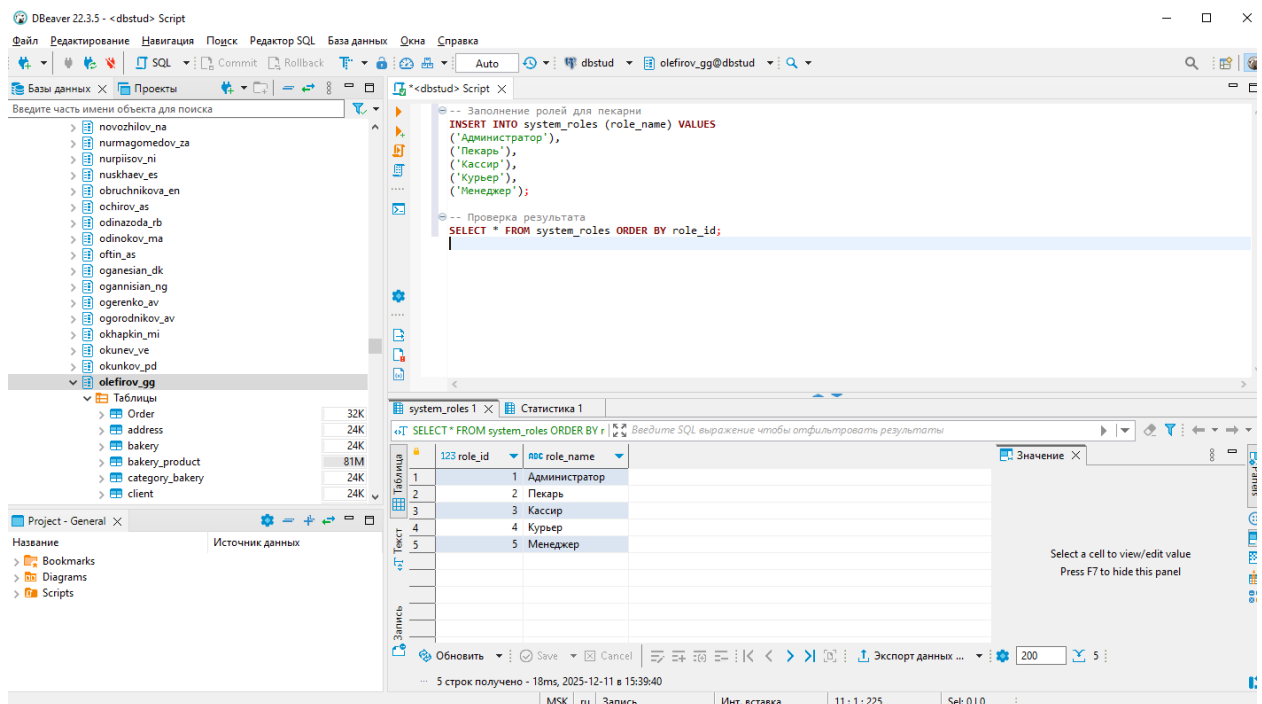 DBeaver 22.3.5 - <dbstud> Script
Файл Редактирование Навигация Поиск Редактор SQL База данных Окна Справка
SQL Commit Rollback Auto dbstud olefirov_gg@dbstud
Базы данных Проекты
*<dbstud> Script
Введите часть имени объекта для поиска
novozhilov_na
nurmagomedov_za
nurpiisov_ni
nuskhaev_es
obruchnikova_en
ochirov_as
odinazoda_rb
odinokov_ma
oftin_as
oganesian_dk
ogannisian_ng
ogerenko_av
ogorodnikov_av
okhapkin_mi
okunev_ve
okunkov_pd
olefirov_gg
Таблицы
Order 32K
address 24K
bakery 24K
bakery_product 81M
category_bakery 24K
client 24K
-- Заполнение ролей для пекарни
INSERT INTO system_roles (role_name) VALUES
('Администратор'),
('Пекарь'),
('Кассир'),
('Курьер'),
('Менеджер');
-- Проверка результата
SELECT * FROM system_roles ORDER BY role_id;
Project - General
Название Источник данных
Bookmarks
Diagrams
Scripts
system_roles 1 Статистика 1
SELECT * FROM system_roles ORDER BY r Введите SQL выражение чтобы отфильтровать результаты
Таблица
Текст
Запись
123 role_id ABC role_name
1 1 Администратор
2 2 Пекарь
3 3 Кассир
4 4 Курьер
5 5 Менеджер
Значение
Panels
Select a cell to view/edit value
Press F7 to hide this panel
Обновить Save Cancel Экспорт данных ... 200 5
5 строк получено - 18ms, 2025-12-11 в 15:39:40
MSK ru Запись Инт. вставка 11 : 1 : 225 Sel: 0 | 0